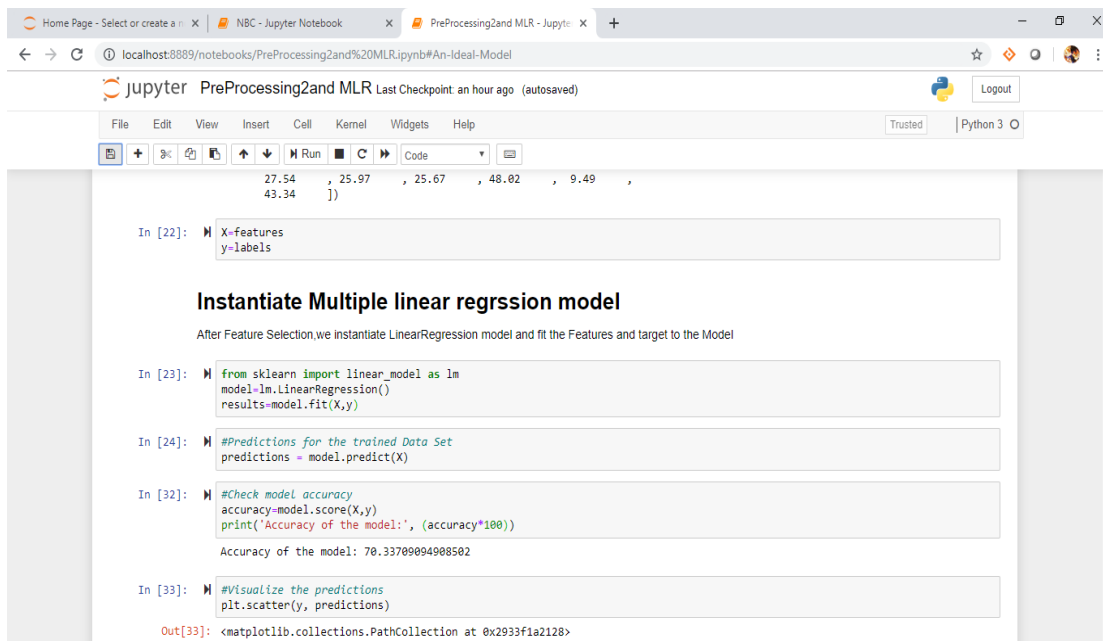 Home Page - Select or create a n
NBC - Jupyter Notebook
PreProcessing2and MLR - Jupyte
localhost:8889/notebooks/PreProcessing2and%20MLR.ipynb#An-Ideal-Model
jupyter PreProcessing2and MLR Last Checkpoint: an hour ago (autosaved)
Logout
File Edit View Insert Cell Kernel Widgets Help
Trusted
Python 3
Run
Code
27.54 , 25.97 , 25.67 , 48.02 , 9.49 ,
43.34 ])
In [22]: X=features
y=labels
Instantiate Multiple linear regrssion model
After Feature Selection,we instantiate LinearRegression model and fit the Features and target to the Model
In [23]: from sklearn import linear_model as lm
model=lm.LinearRegression()
results=model.fit(X,y)
In [24]: #Predictions for the trained Data Set
predictions = model.predict(X)
In [32]: #Check model accuracy
accuracy=model.score(X,y)
print('Accuracy of the model:', (accuracy*100))
Accuracy of the model: 70.33709094908502
In [33]: #Visualize the predictions
plt.scatter(y, predictions)
Out[33]: <matplotlib.collections.PathCollection at 0x2933f1a2128>